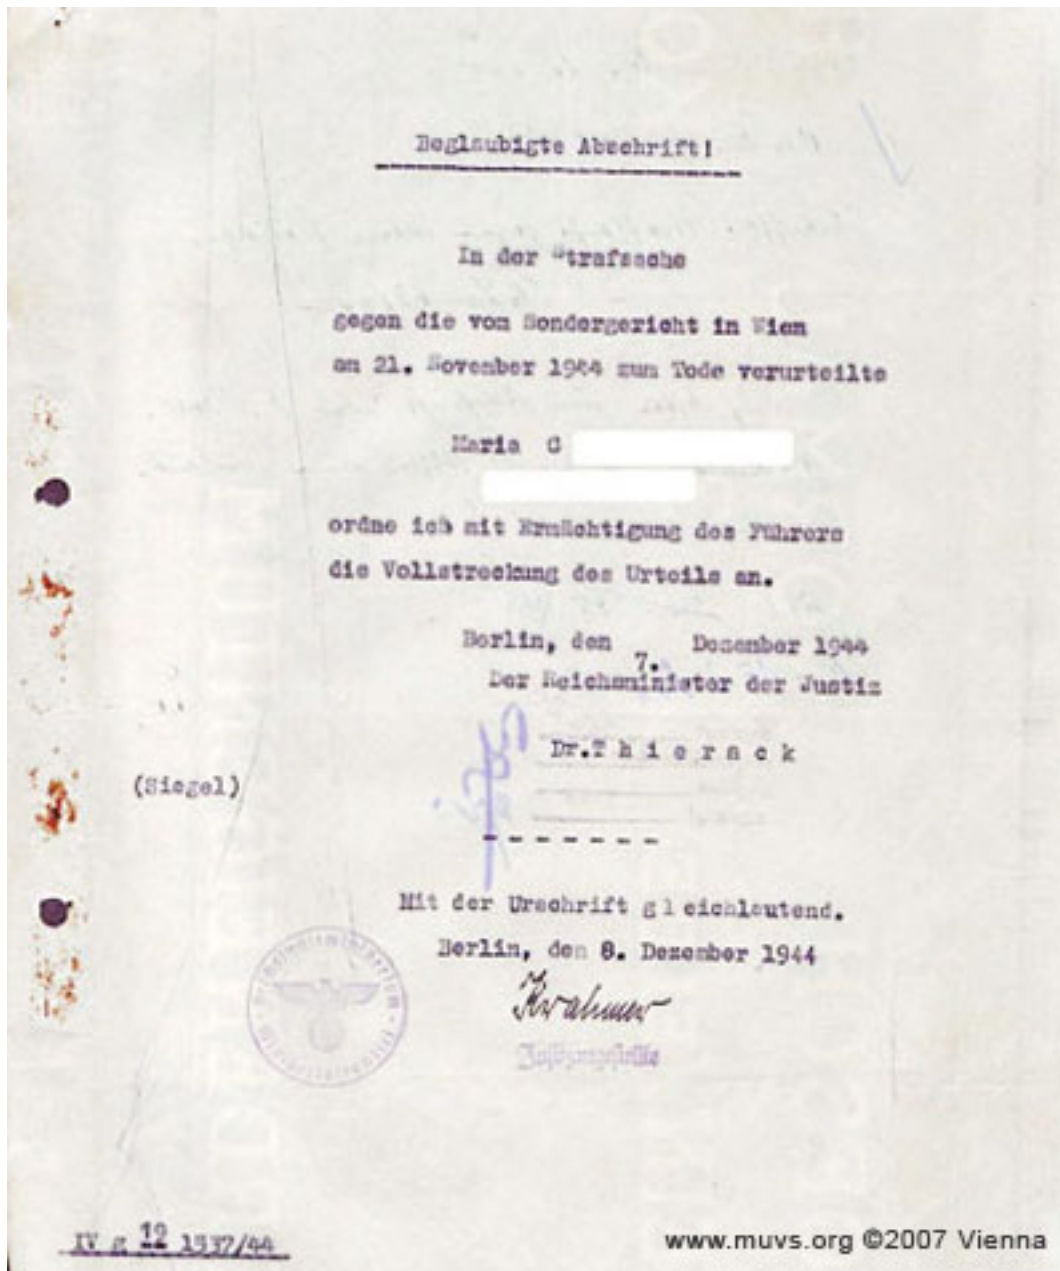 Beglaubigte Abschrift!
In der Strafsache
gegen die vom Sondergericht in Wien
am 21. November 1944 zum Tode verurteilte
Maria C
ordne ich mit Ermächtigung des Führers
die Vollstreckung des Urteils an.
Berlin, den 7. Dezember 1944
Der Reichsminister der Justiz
Dr.Thierack
(Siegel)
Mit der Urschrift gleichlautend.
Berlin, den 8. Dezember 1944
Krahmer
Justizangestellte
IV g 12 1537/44
www.muvs.org ©2007 Vienna